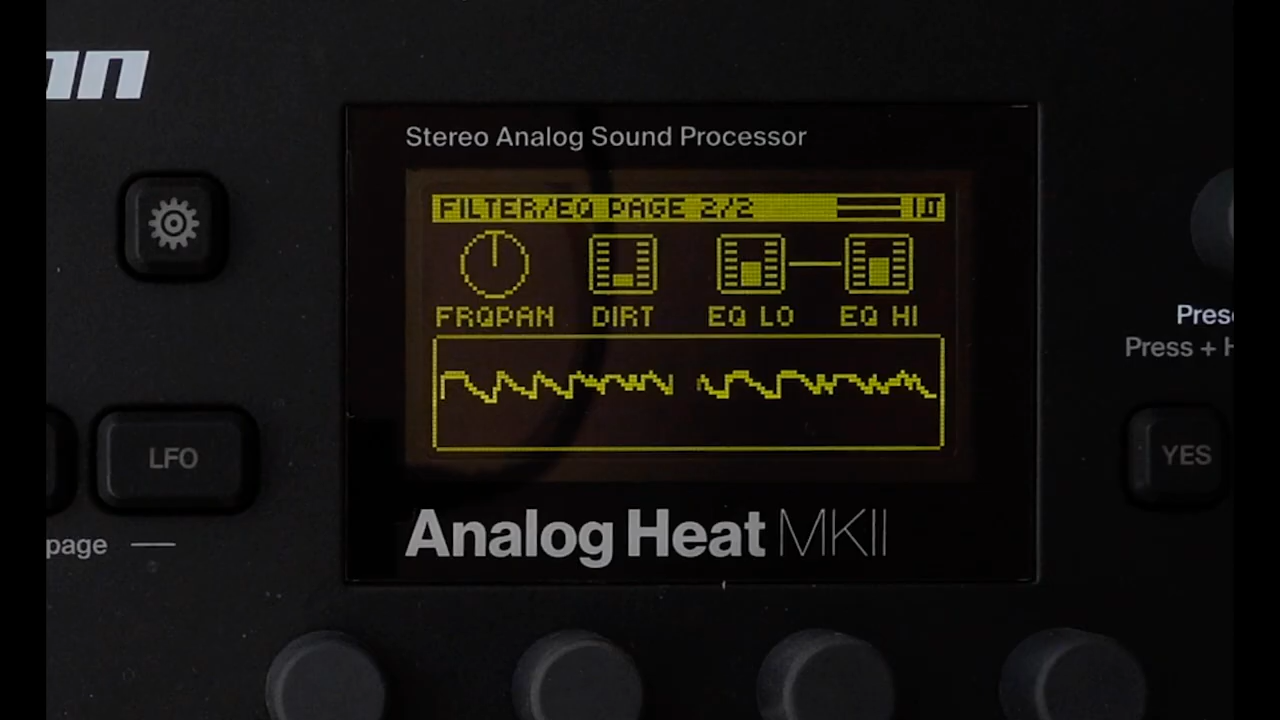 Stereo Analog Sound Processor
FILTER/EQ PAGE 2/2
FRQPAN DIRT EQ LO EQ HI
LFO
YES
Press + H
page
Analog Heat MKII